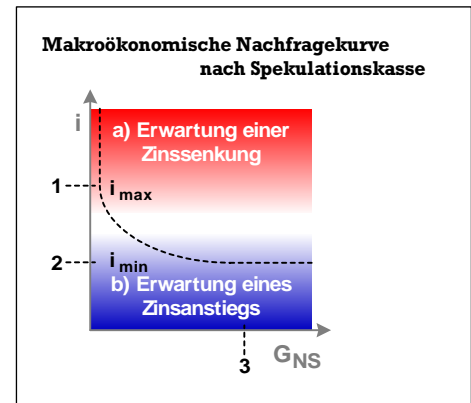 Makroökonomische Nachfragekurve
nach Spekulationskasse
i
a) Erwartung einer
Zinssenkung
1
i max
2
i min
b) Erwartung eines
Zinsanstiegs
G NS
3